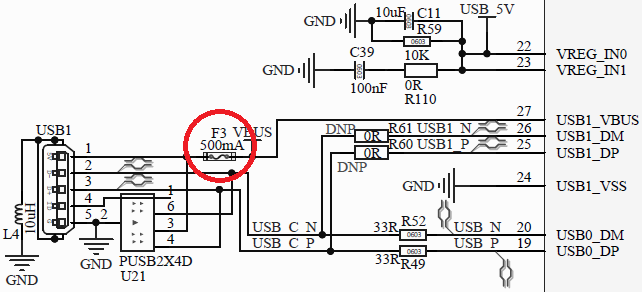 USB_5V
10uF C11
GND
R59
0603
10K
22
VREG_IN0
C39
GND
23
VREG_IN1
0603
100nF
0R
R110
27
USB1_VBUS
F3
500mA
VBUS
USB1
DNP
0R
R61 USB1_N
26
USB1_DM
1
0R
R60 USB1_P
25
USB1_DP
2
DNP
3
24
USB1_VSS
GND
4
1
5
2
6
3
4
L4
10uH
GND
PUSB2X4D
U21
GND
USB_C_N
33R
R52
0603
USB_N
20
USB0_DM
USB_C_P
0603
USB_P
19
USB0_DP
33R
R49
GND